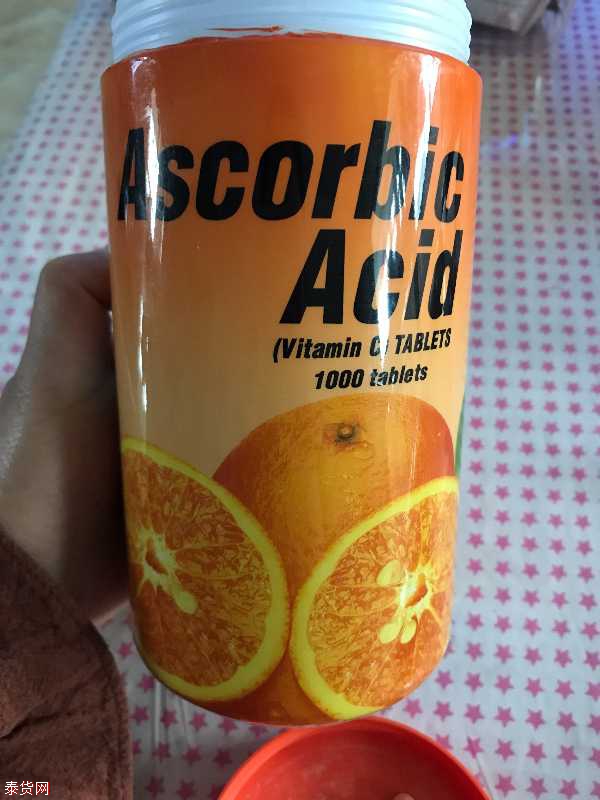 Ascorbic
Acid
(Vitamin C) TABLETS
1000 tablets
泰货网